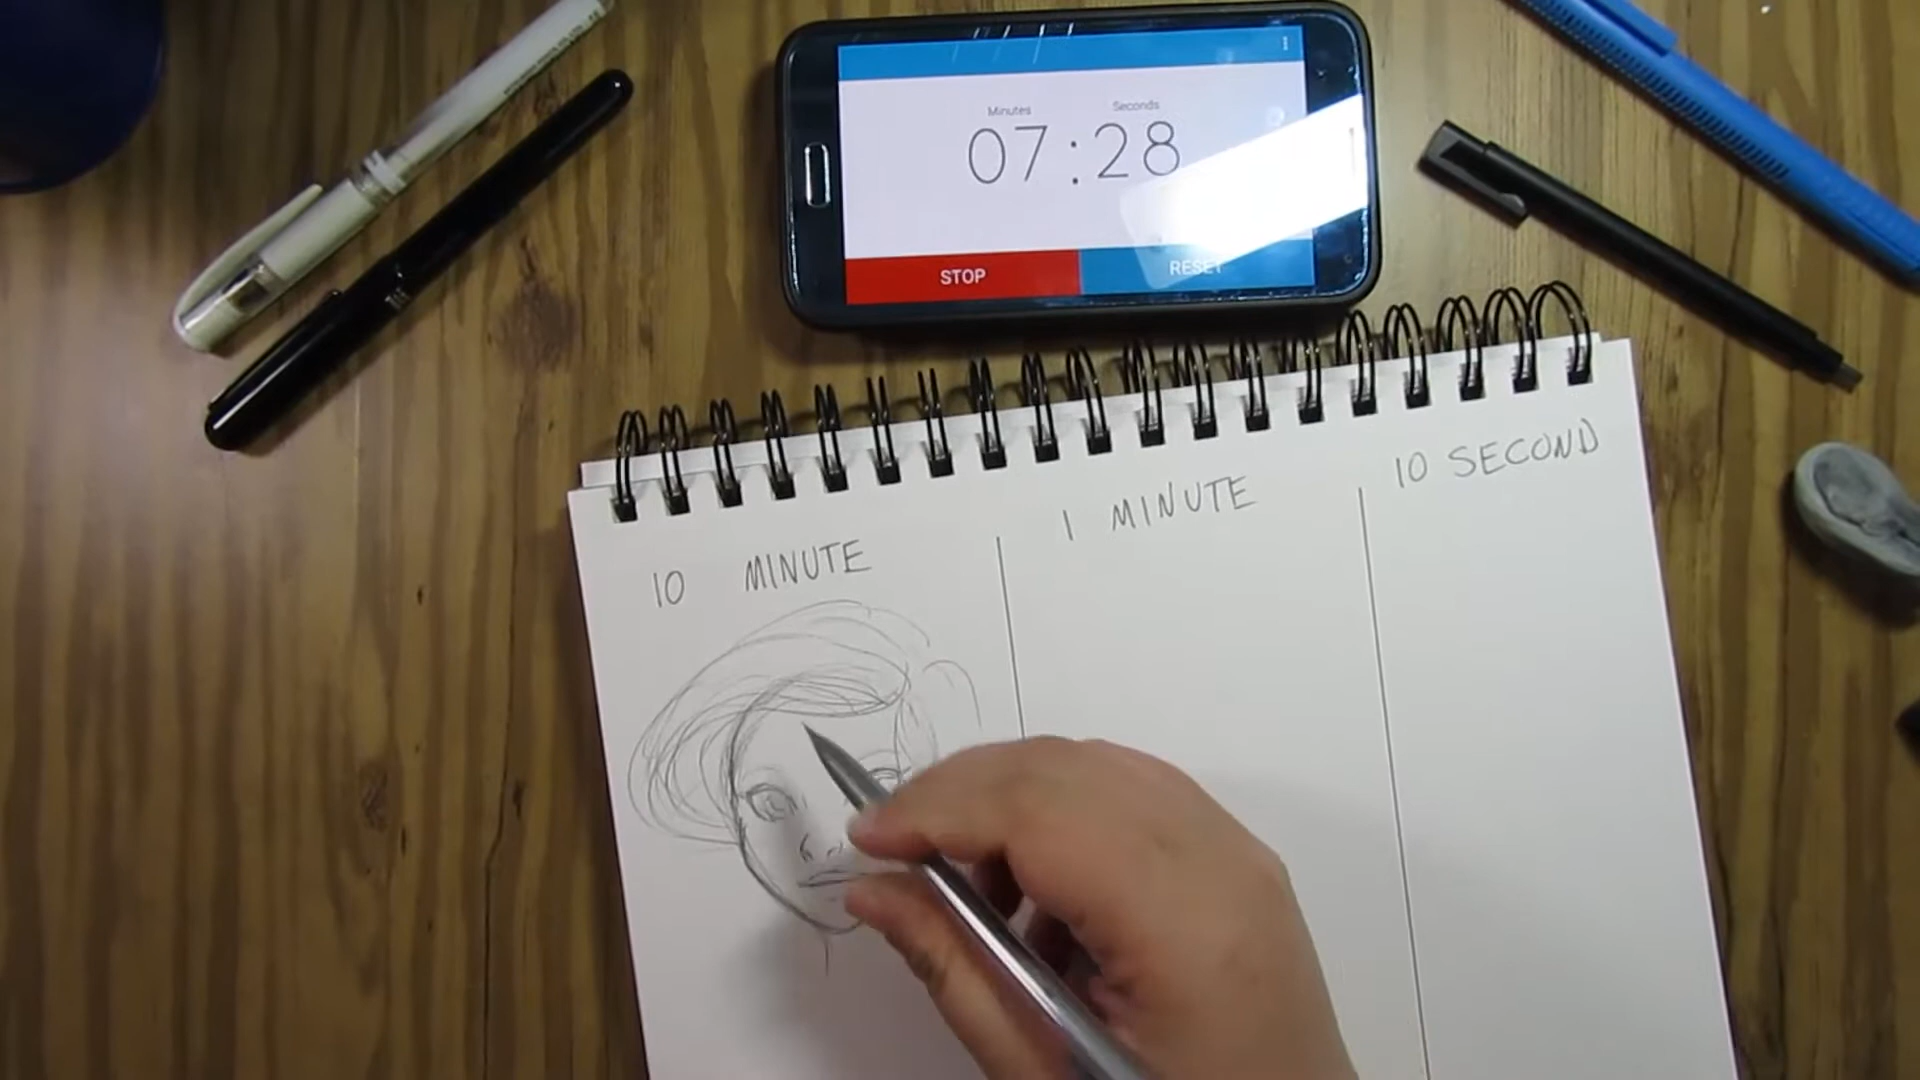 Minutes Seconds
07:28
STOP RESET
10 MINUTE
1 MINUTE
10 SECOND